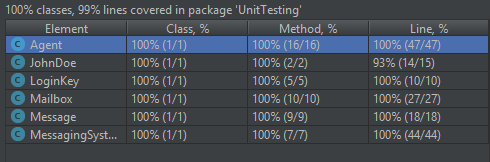 100% classes, 99% lines covered in package 'UnitTesting'
Element Class, % Method, % Line, %
C Agent 100% (1/1) 100% (16/16) 100% (47/47)
C JohnDoe 100% (1/1) 100% (2/2) 93% (14/15)
C LoginKey 100% (1/1) 100% (5/5) 100% (10/10)
C Mailbox 100% (1/1) 100% (10/10) 100% (27/27)
C Message 100% (1/1) 100% (9/9) 100% (18/18)
C MessagingSyst... 100% (1/1) 100% (7/7) 100% (44/44)